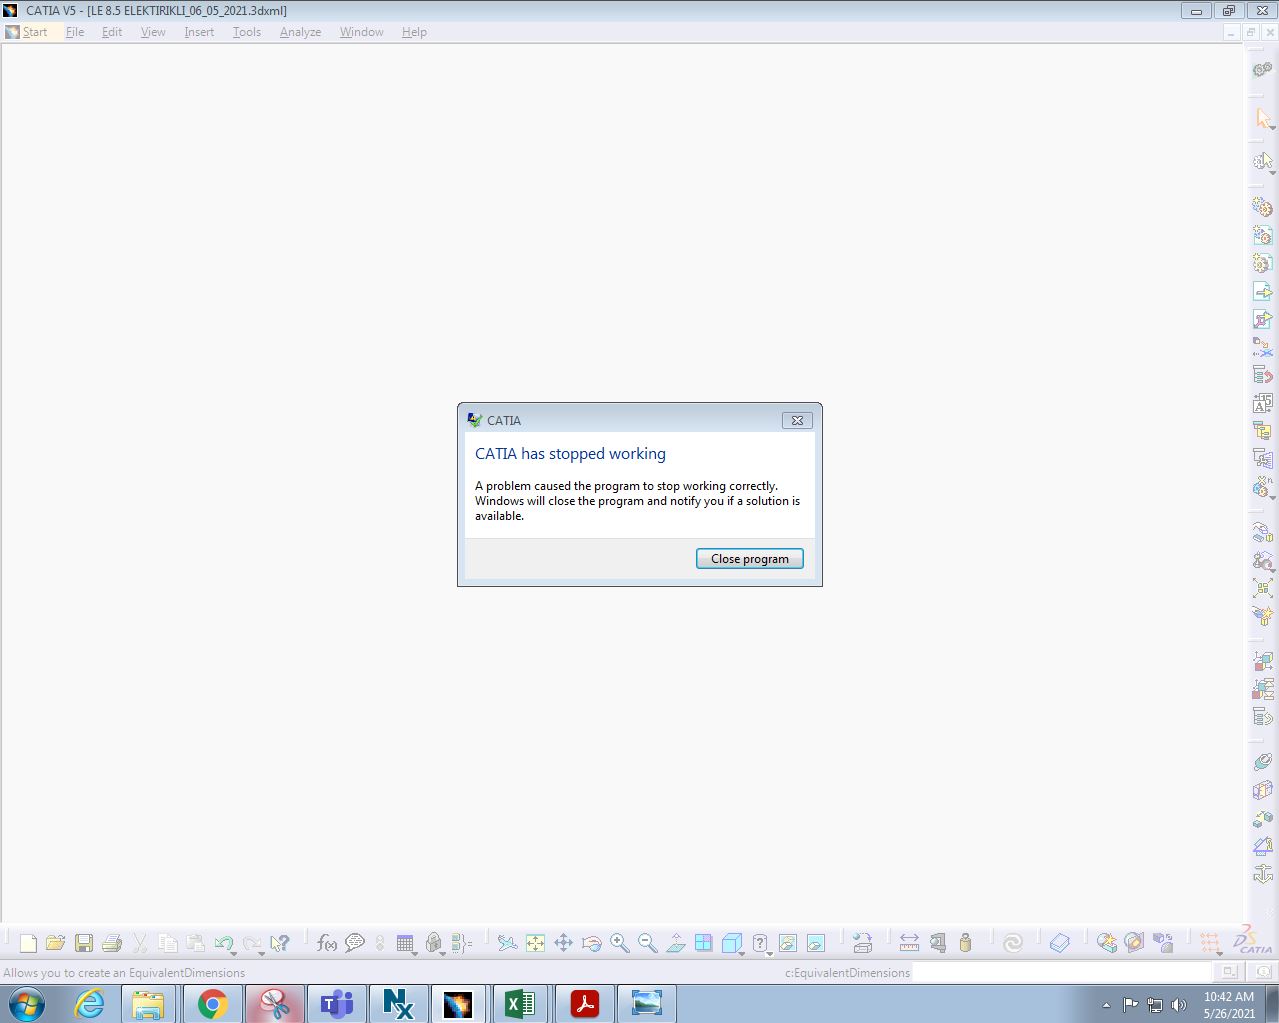 CATIA V5 - [LE 8.5 ELEKTIRIKLI_06_05_2021.3dxml]
Start File Edit View Insert Tools Analyze Window Help
CATIA
CATIA has stopped working
A problem caused the program to stop working correctly.
Windows will close the program and notify you if a solution is
available.
Close program
f(x)
CATIA
Allows you to create an EquivalentDimensions
c:EquivalentDimensions
10:42 AM
5/26/2021